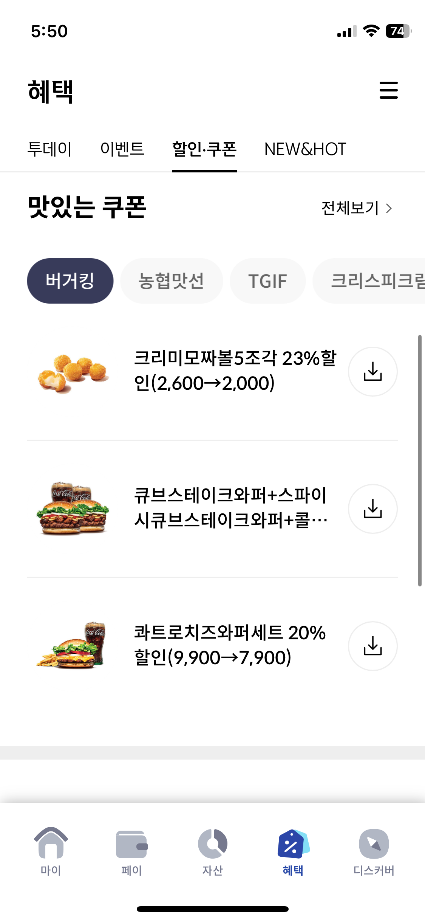 5:50
74
혜택
투데이 이벤트 할인·쿠폰 NEW&HOT
맛있는 쿠폰
전체보기 >
버거킹 농협맛선 TGIF 크리스피크림
크리미모짜볼5조각 23%할
인(2,600→2,000)
큐브스테이크와퍼+스파이
시큐브스테이크와퍼+콜…
콰트로치즈와퍼세트 20%
할인(9,900→7,900)
마이 페이 자산 혜택 디스커버